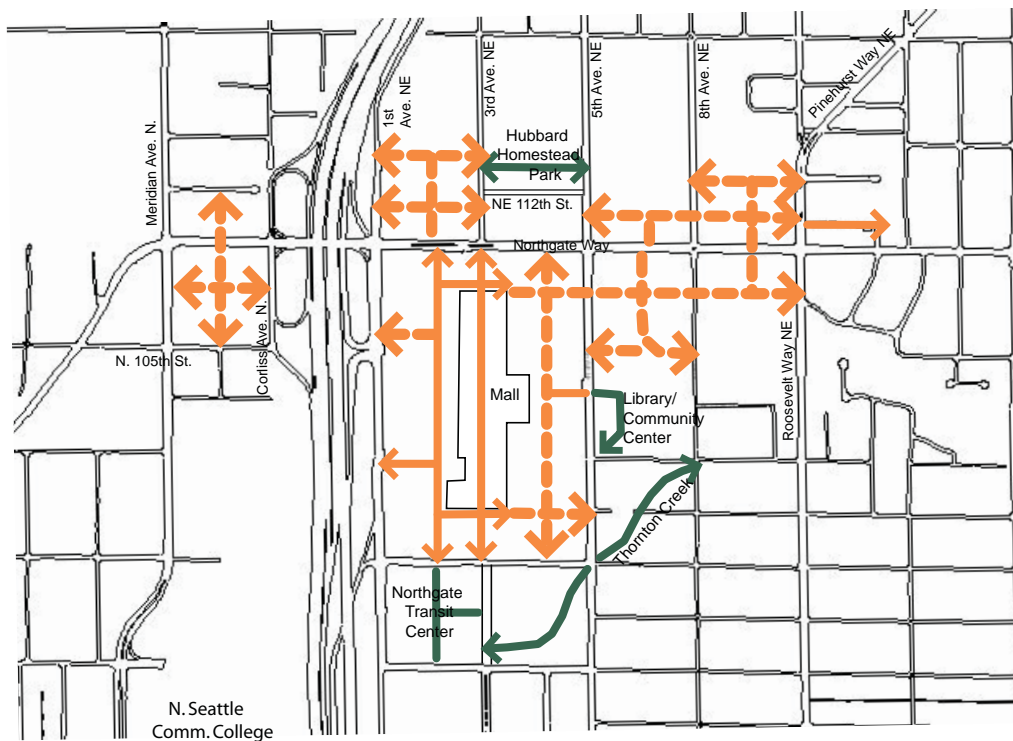 Meridian Ave. N.
1st
Ave. NE
3rd Ave. NE
5th Ave. NE
8th Ave. NE
Pinehurst Way NE
Hubbard
Homestead
Park
NE 112th St.
Northgate Way
Corliss Ave. N.
N. 105th St.
Roosevelt Way NE
Mall
Library/
Community
Center
Thornton Creek
Northgate
Transit
Center
N. Seattle
Comm. College